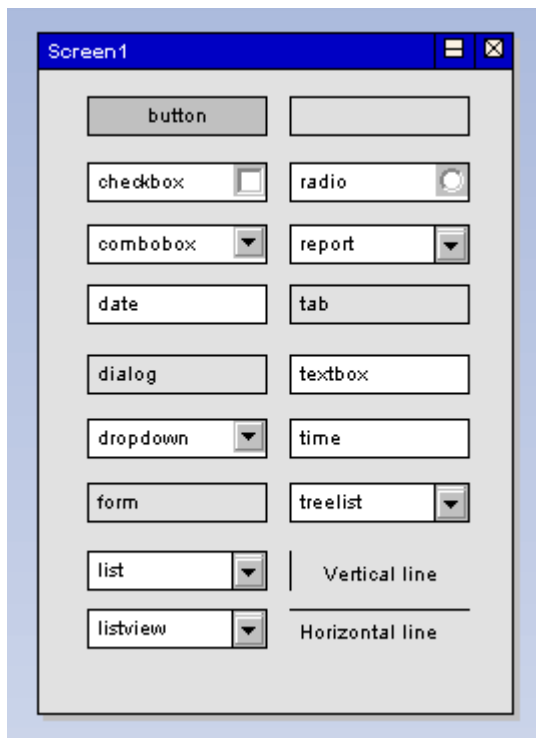 Screen1
button
checkbox radio
combobox report
date tab
dialog textbox
dropdown time
form treelist
list Vertical line
listview Horizontal line